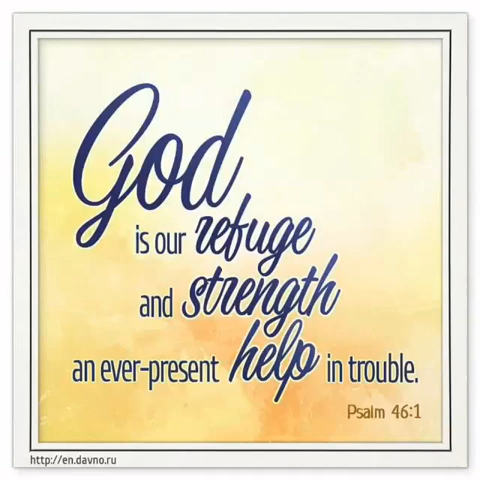 God
is our refuge
and strength
an ever-present help in trouble.
Psalm 46:1
http://en.davno.ru